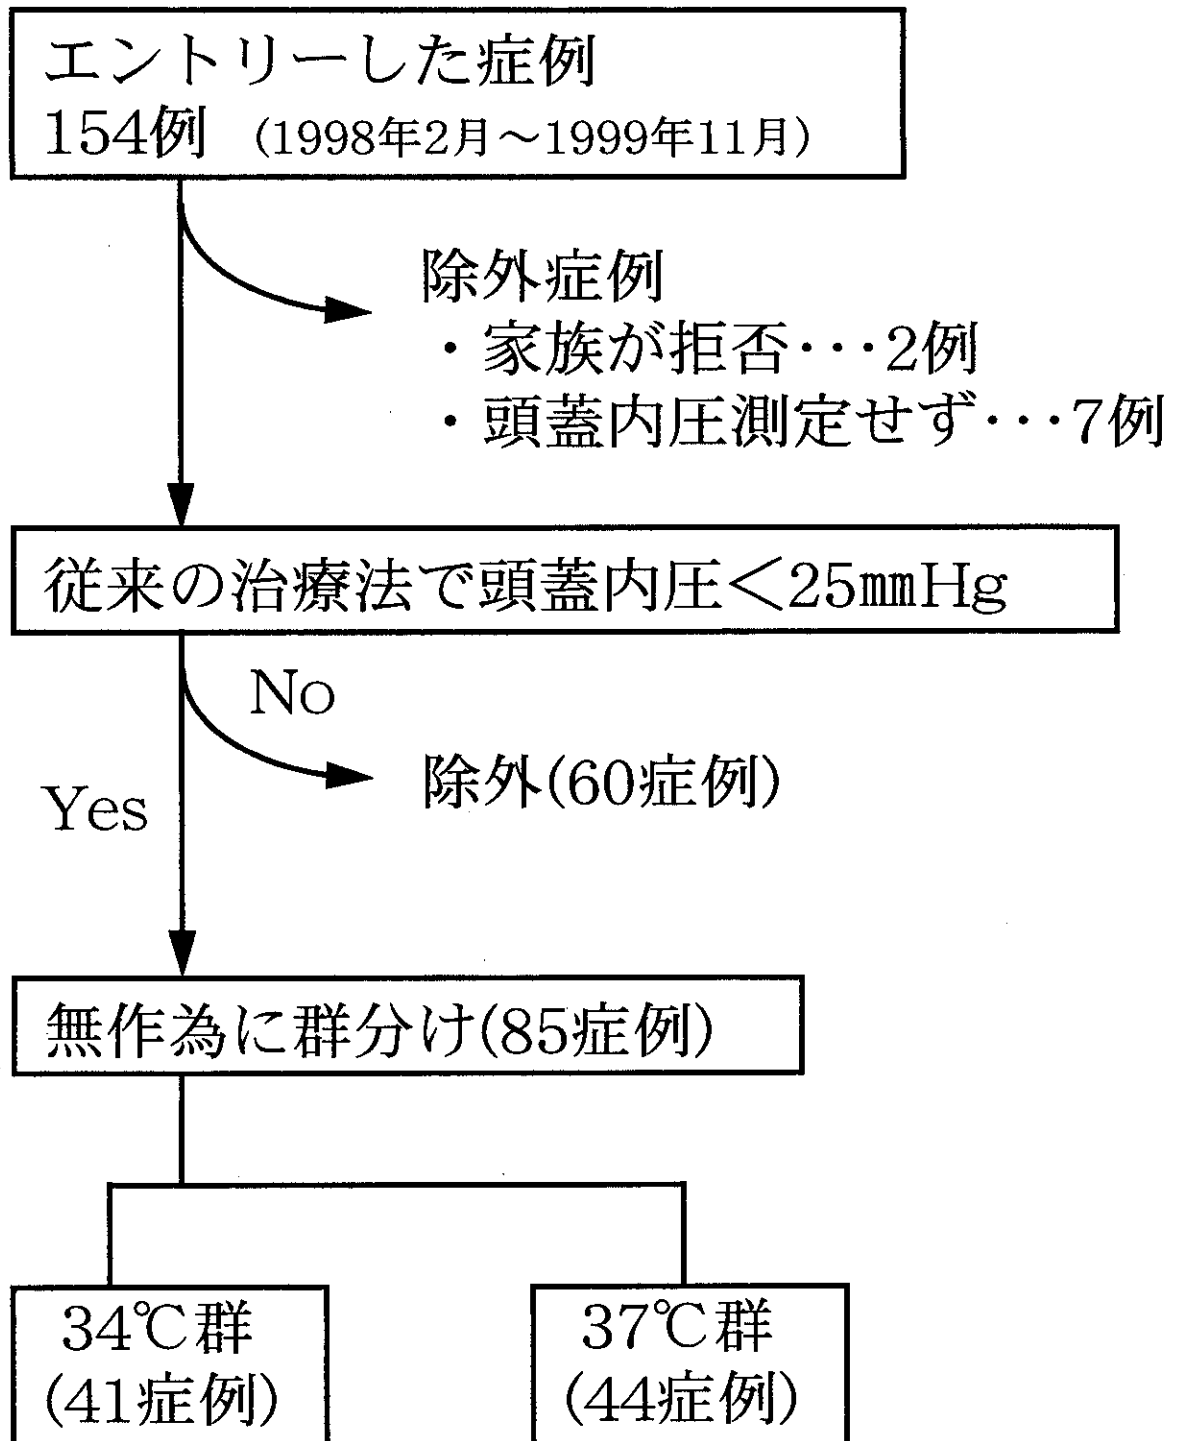 エントリーした症例
154例 (1998年2月～1999年11月)
除外症例
・家族が拒否･･･2例
・頭蓋内圧測定せず･･･7例
従来の治療法で頭蓋内圧＜25㎜Hg
No
除外(60症例)
Yes
無作為に群分け(85症例)
34℃群
(41症例)
37℃群
(44症例)